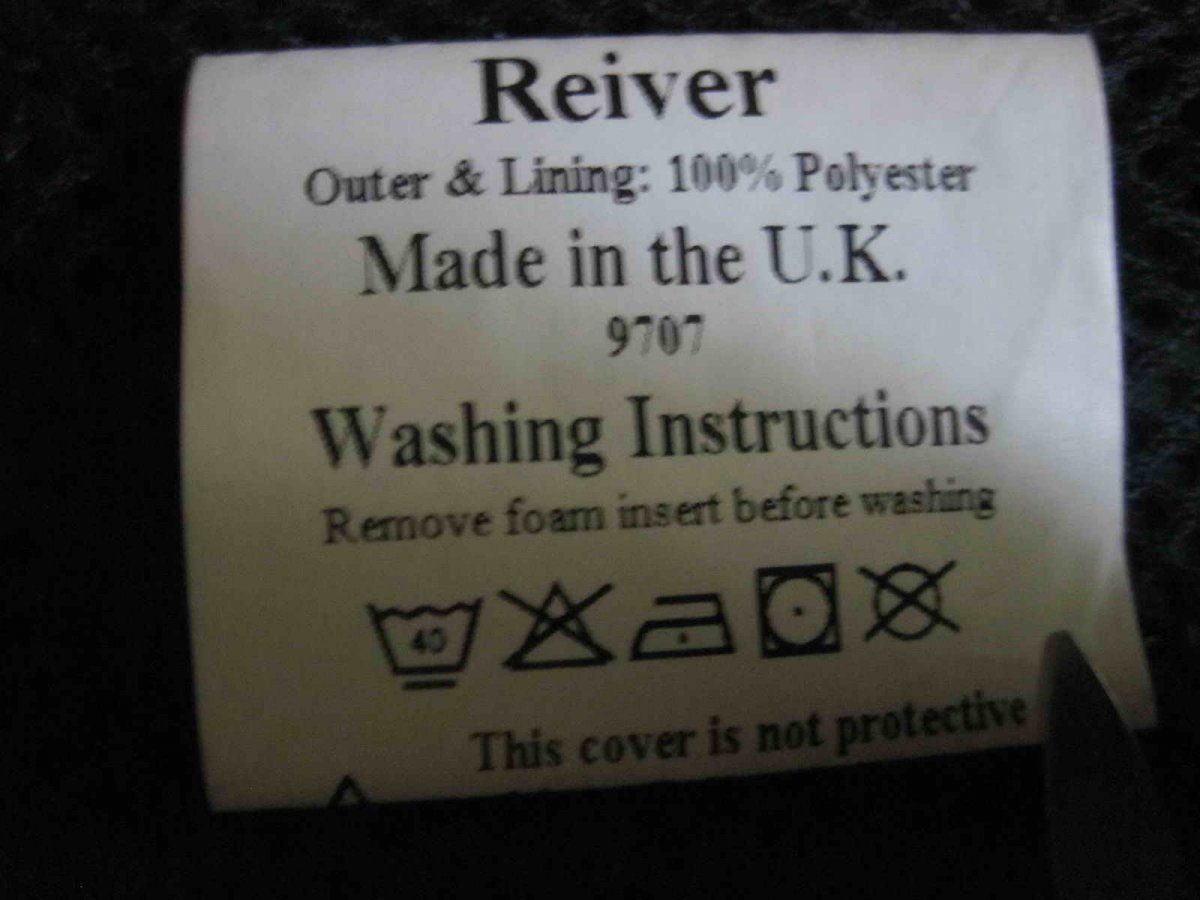 Reiver
Outer & Lining: 100% Polyester
Made in the U.K.
9707
Washing Instructions
Remove foam insert before washing
40
This cover is not protective